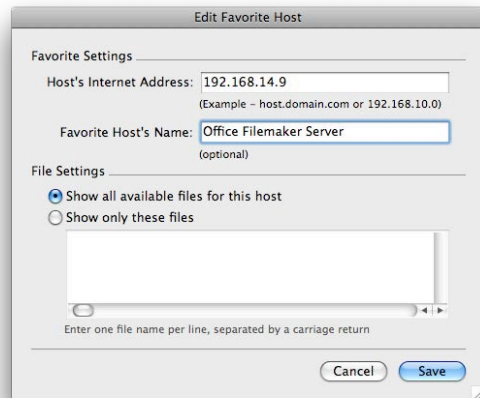 Edit Favorite Host
Favorite Settings
Host's Internet Address: 192.168.14.9
(Example - host.domain.com or 192.168.10.0)
Favorite Host's Name: Office Filemaker Server
(optional)
File Settings
Show all available files for this host
Show only these files
Enter one file name per line, separated by a carriage return
Cancel Save